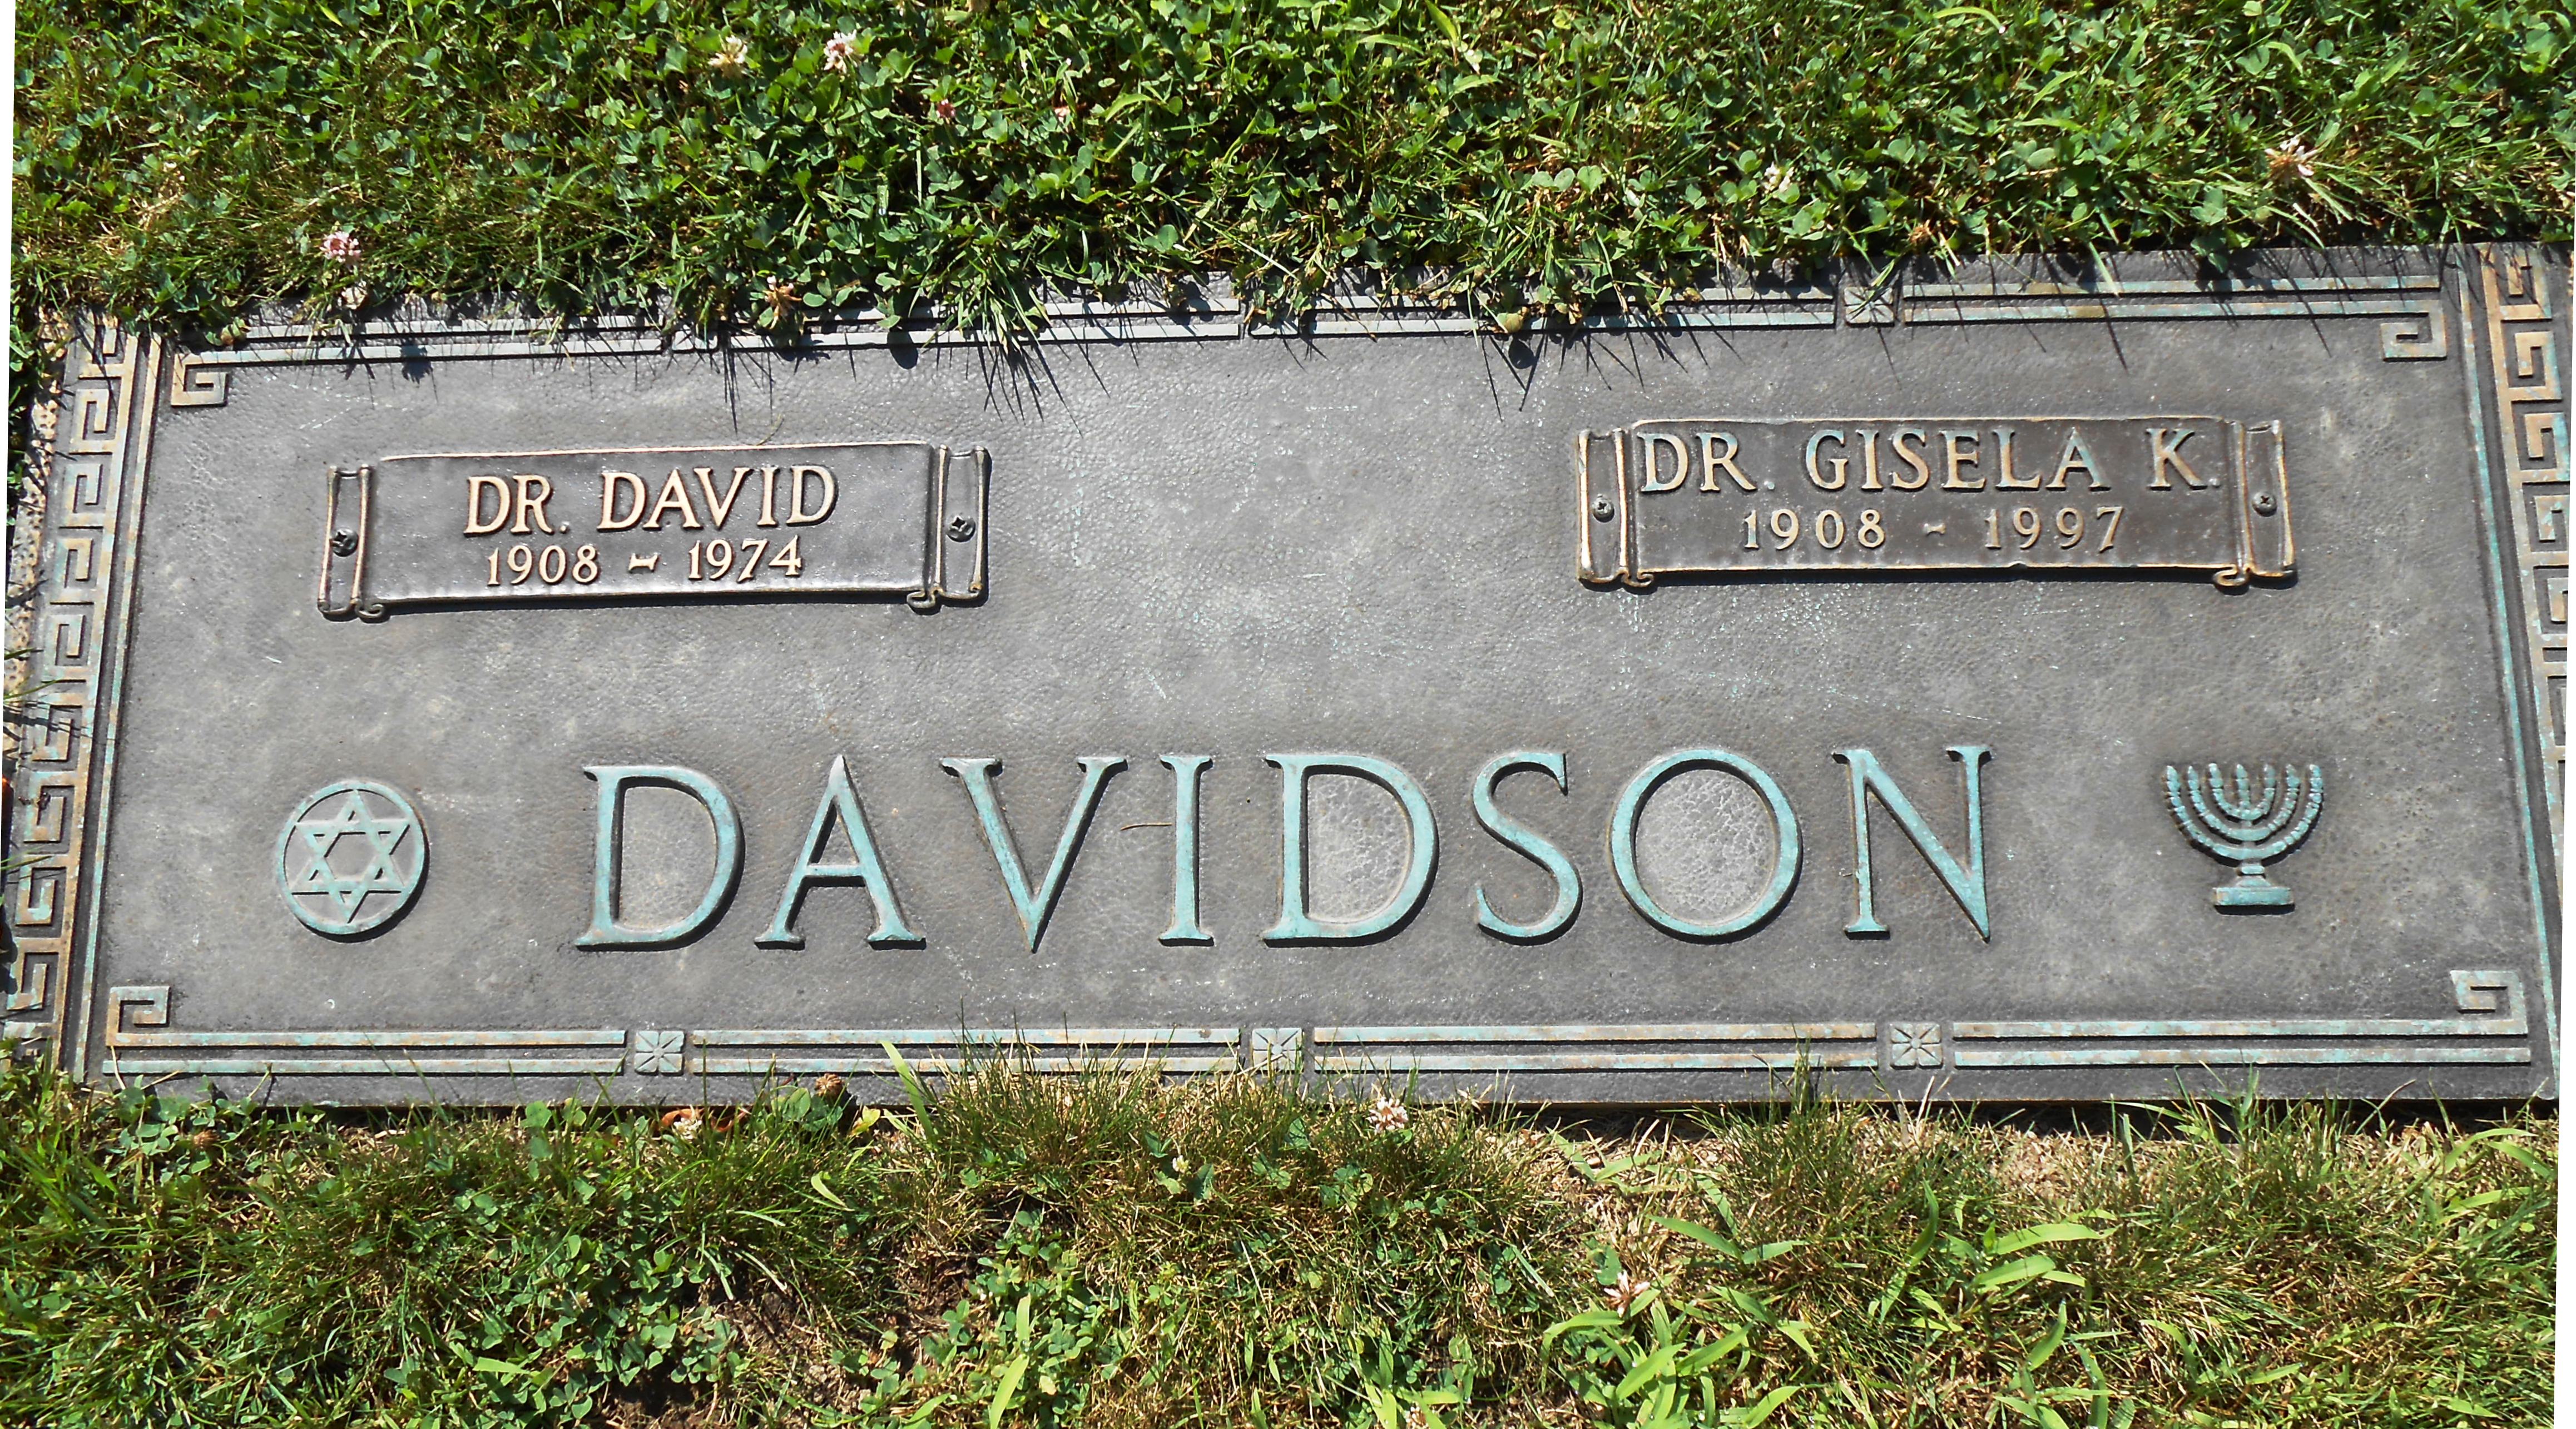 DR. DAVID
1908 - 1974
DR. GISELA K.
1908 - 1997
DAVIDSON